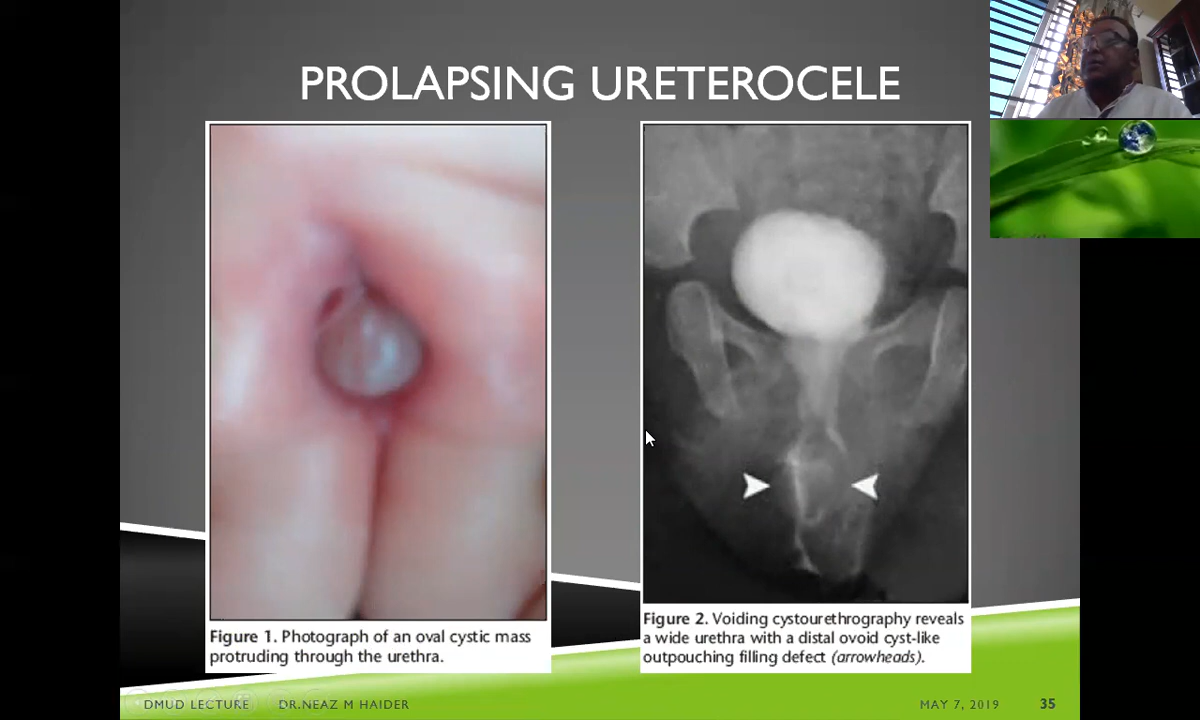 PROLAPSING URETEROCELE
Figure 1. Photograph of an oval cystic mass
protruding through the urethra.
Figure 2. Voiding cystourethrography reveals
a wide urethra with a distal ovoid cyst-like
outpouching filling defect (arrowheads).
DMUD LECTURE DR.NEAZ M HAIDER
MAY 7, 2019 35